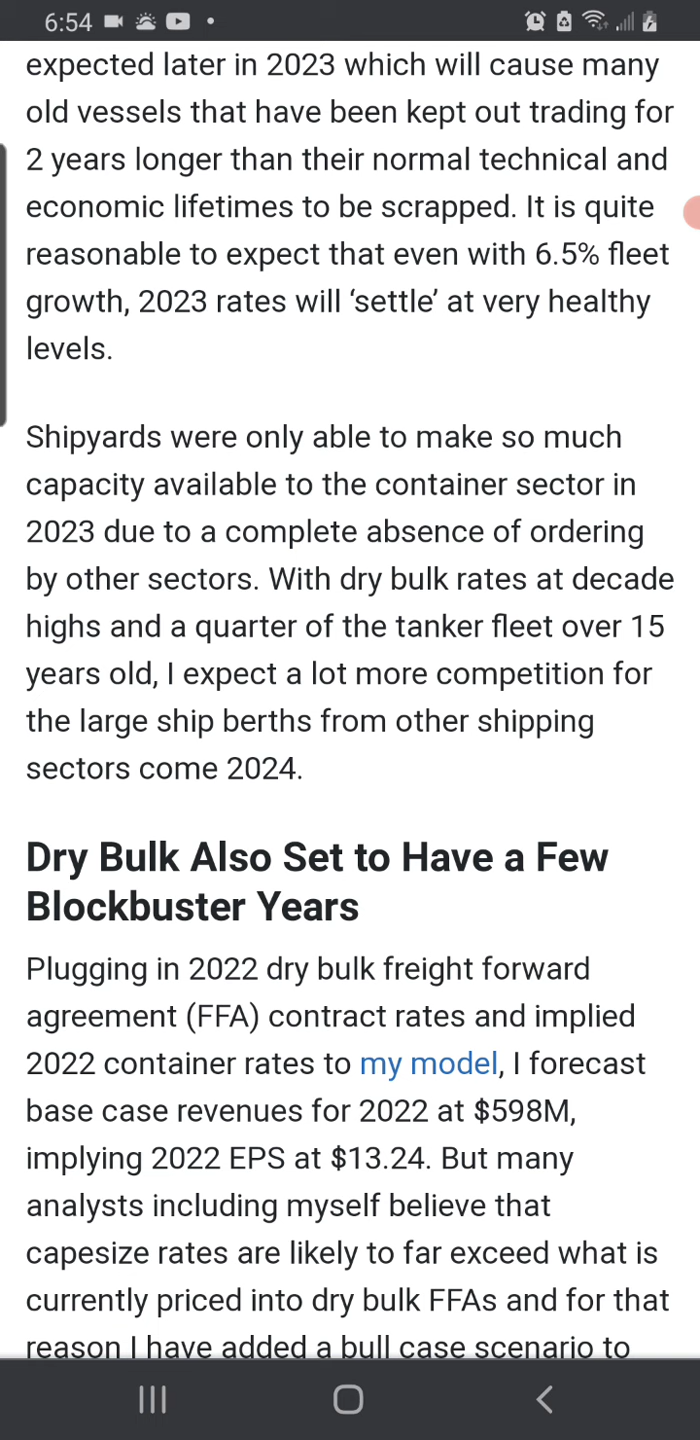 6:54
expected later in 2023 which will cause many
old vessels that have been kept out trading for
2 years longer than their normal technical and
economic lifetimes to be scrapped. It is quite
reasonable to expect that even with 6.5% fleet
growth, 2023 rates will ‘settle’ at very healthy
levels.
Shipyards were only able to make so much
capacity available to the container sector in
2023 due to a complete absence of ordering
by other sectors. With dry bulk rates at decade
highs and a quarter of the tanker fleet over 15
years old, I expect a lot more competition for
the large ship berths from other shipping
sectors come 2024.
Dry Bulk Also Set to Have a Few
Blockbuster Years
Plugging in 2022 dry bulk freight forward
agreement (FFA) contract rates and implied
2022 container rates to my model, I forecast
base case revenues for 2022 at $598M,
implying 2022 EPS at $13.24. But many
analysts including myself believe that
capesize rates are likely to far exceed what is
currently priced into dry bulk FFAs and for that
reason I have added a bull case scenario to